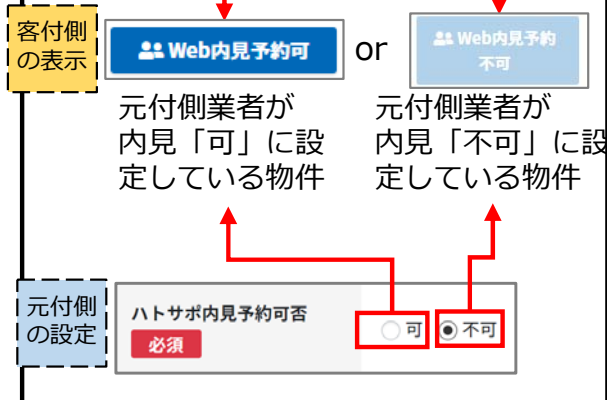 客付側
の表示
Web内見予約可
or
Web内見予約
不可
元付側業者が
内見「可」に設
定している物件
元付側業者が
内見「不可」に設
定している物件
元付側
の設定
ハトサポ内見予約可否
必須
可
不可